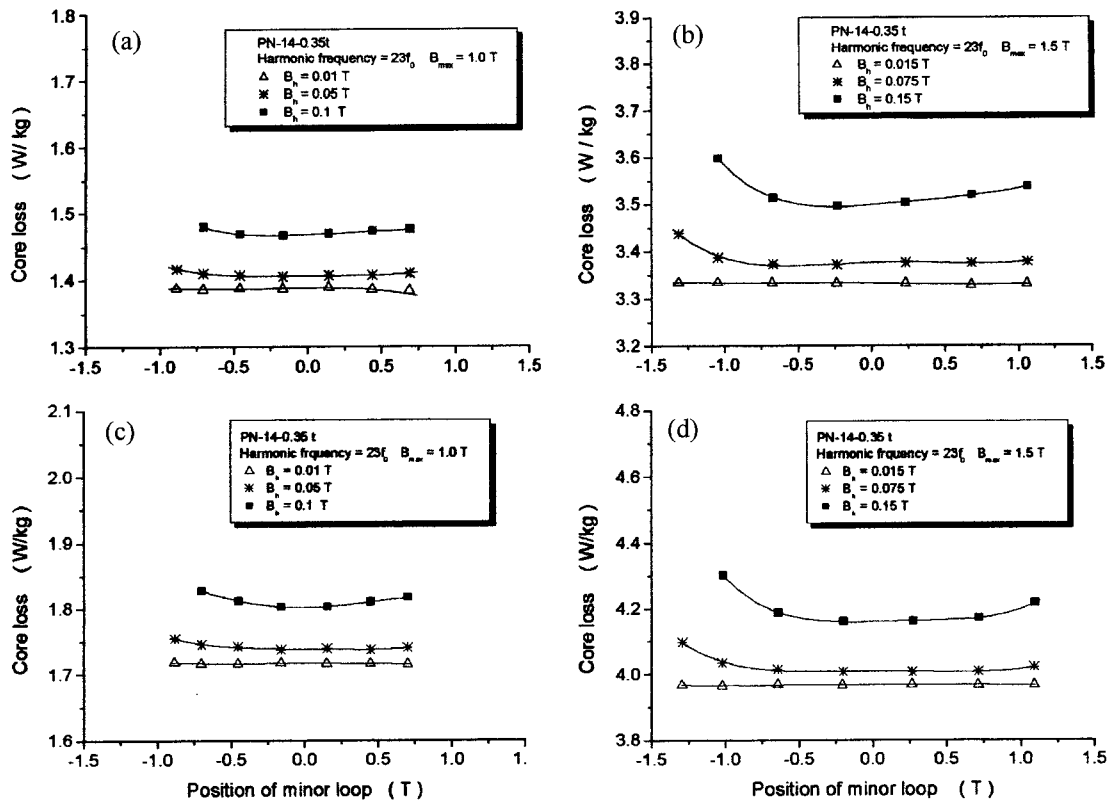 (a)
PN-14-0.35 t
Harmonic frequency = 23f0 Bmax = 1.0 T
Bh = 0.01 T
Bh = 0.05 T
Bh = 0.1 T
Core loss (W/ kg)
1.8
1.7
1.6
1.5
1.4
1.3
-1.5 -1.0 -0.5 0.0 0.5 1.0 1.5
Position of minor loop (T)
(b)
PN-14-0.35 t
Harmonic frequency = 23f0 Bmax = 1.5 T
Bh = 0.015 T
Bh = 0.075 T
Bh = 0.15 T
Core loss (W / kg)
3.9
3.8
3.7
3.6
3.5
3.4
3.3
3.2
-1.5 -1.0 -0.5 0.0 0.5 1.0 1.5
Position of minor loop (T)
(c)
PN-14-0.35 t
Harmonic frquency = 23f0 Bmax = 1.0 T
Bh = 0.01 T
Bh = 0.05 T
Bh = 0.1 T
Core loss (W/kg)
2.1
2.0
1.9
1.8
1.7
1.6
-1.5 -1.0 -0.5 0.0 0.5 1.0 1.
Position of minor loop (T)
(d)
PN-14-0.35 t
Harmonic frequency = 23f0 Bmax = 1.5 T
Bh = 0.015 T
Bh = 0.075 T
Bh = 0.15 T
Core loss (W/kg)
4.8
4.6
4.4
4.2
4.0
3.8
-1.5 -1.0 -0.5 0.0 0.5 1.0 1.5
Position of minor loop (T)